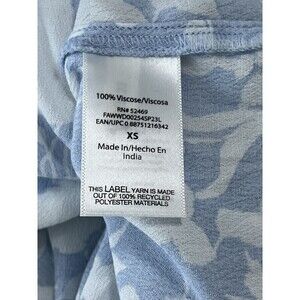 100% Viscose/Viscosa
RN# 52469
FAWWD00254SP23L
EAN/UPC 0 88751216342
XS
Made In/Hecho En
India
THIS LABEL YARN IS MADE
OUT OF 100% RECYCLED
POLYESTER MATERIALS